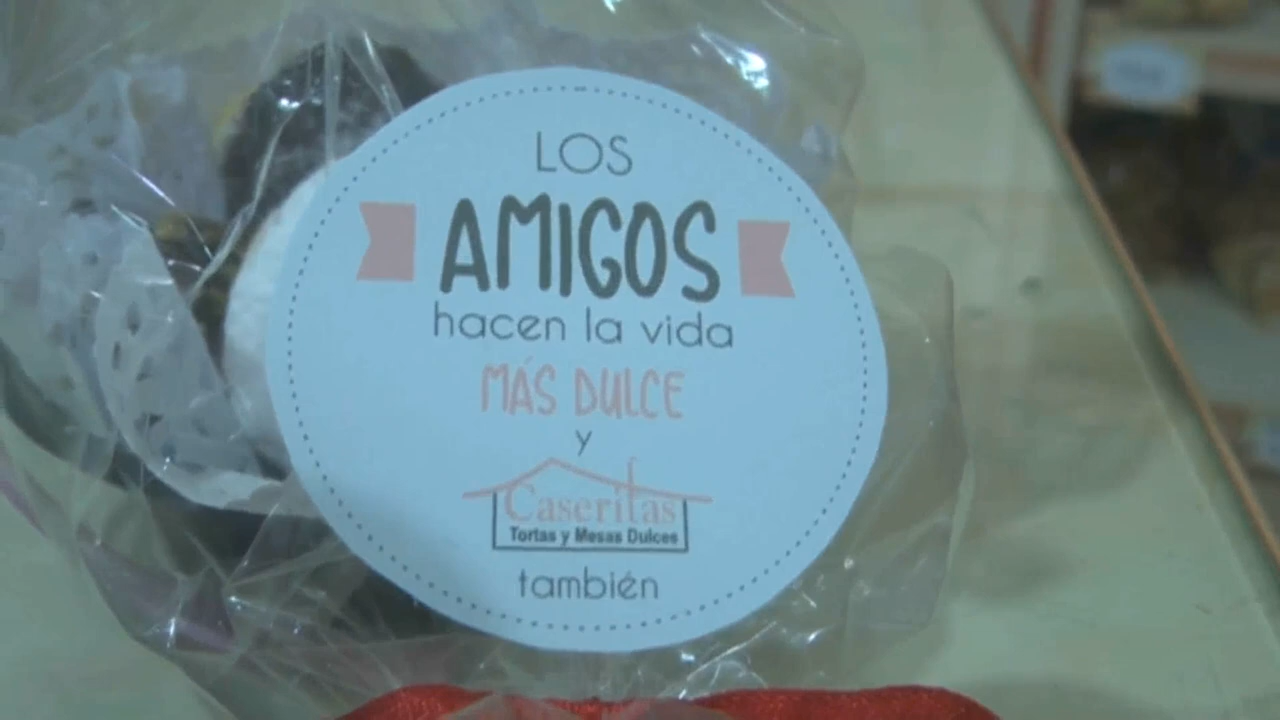 LOS
AMIGOS
hacen la vida
MÁS DULCE
y
Caseritas
Tortas y Mesas Dulces
también